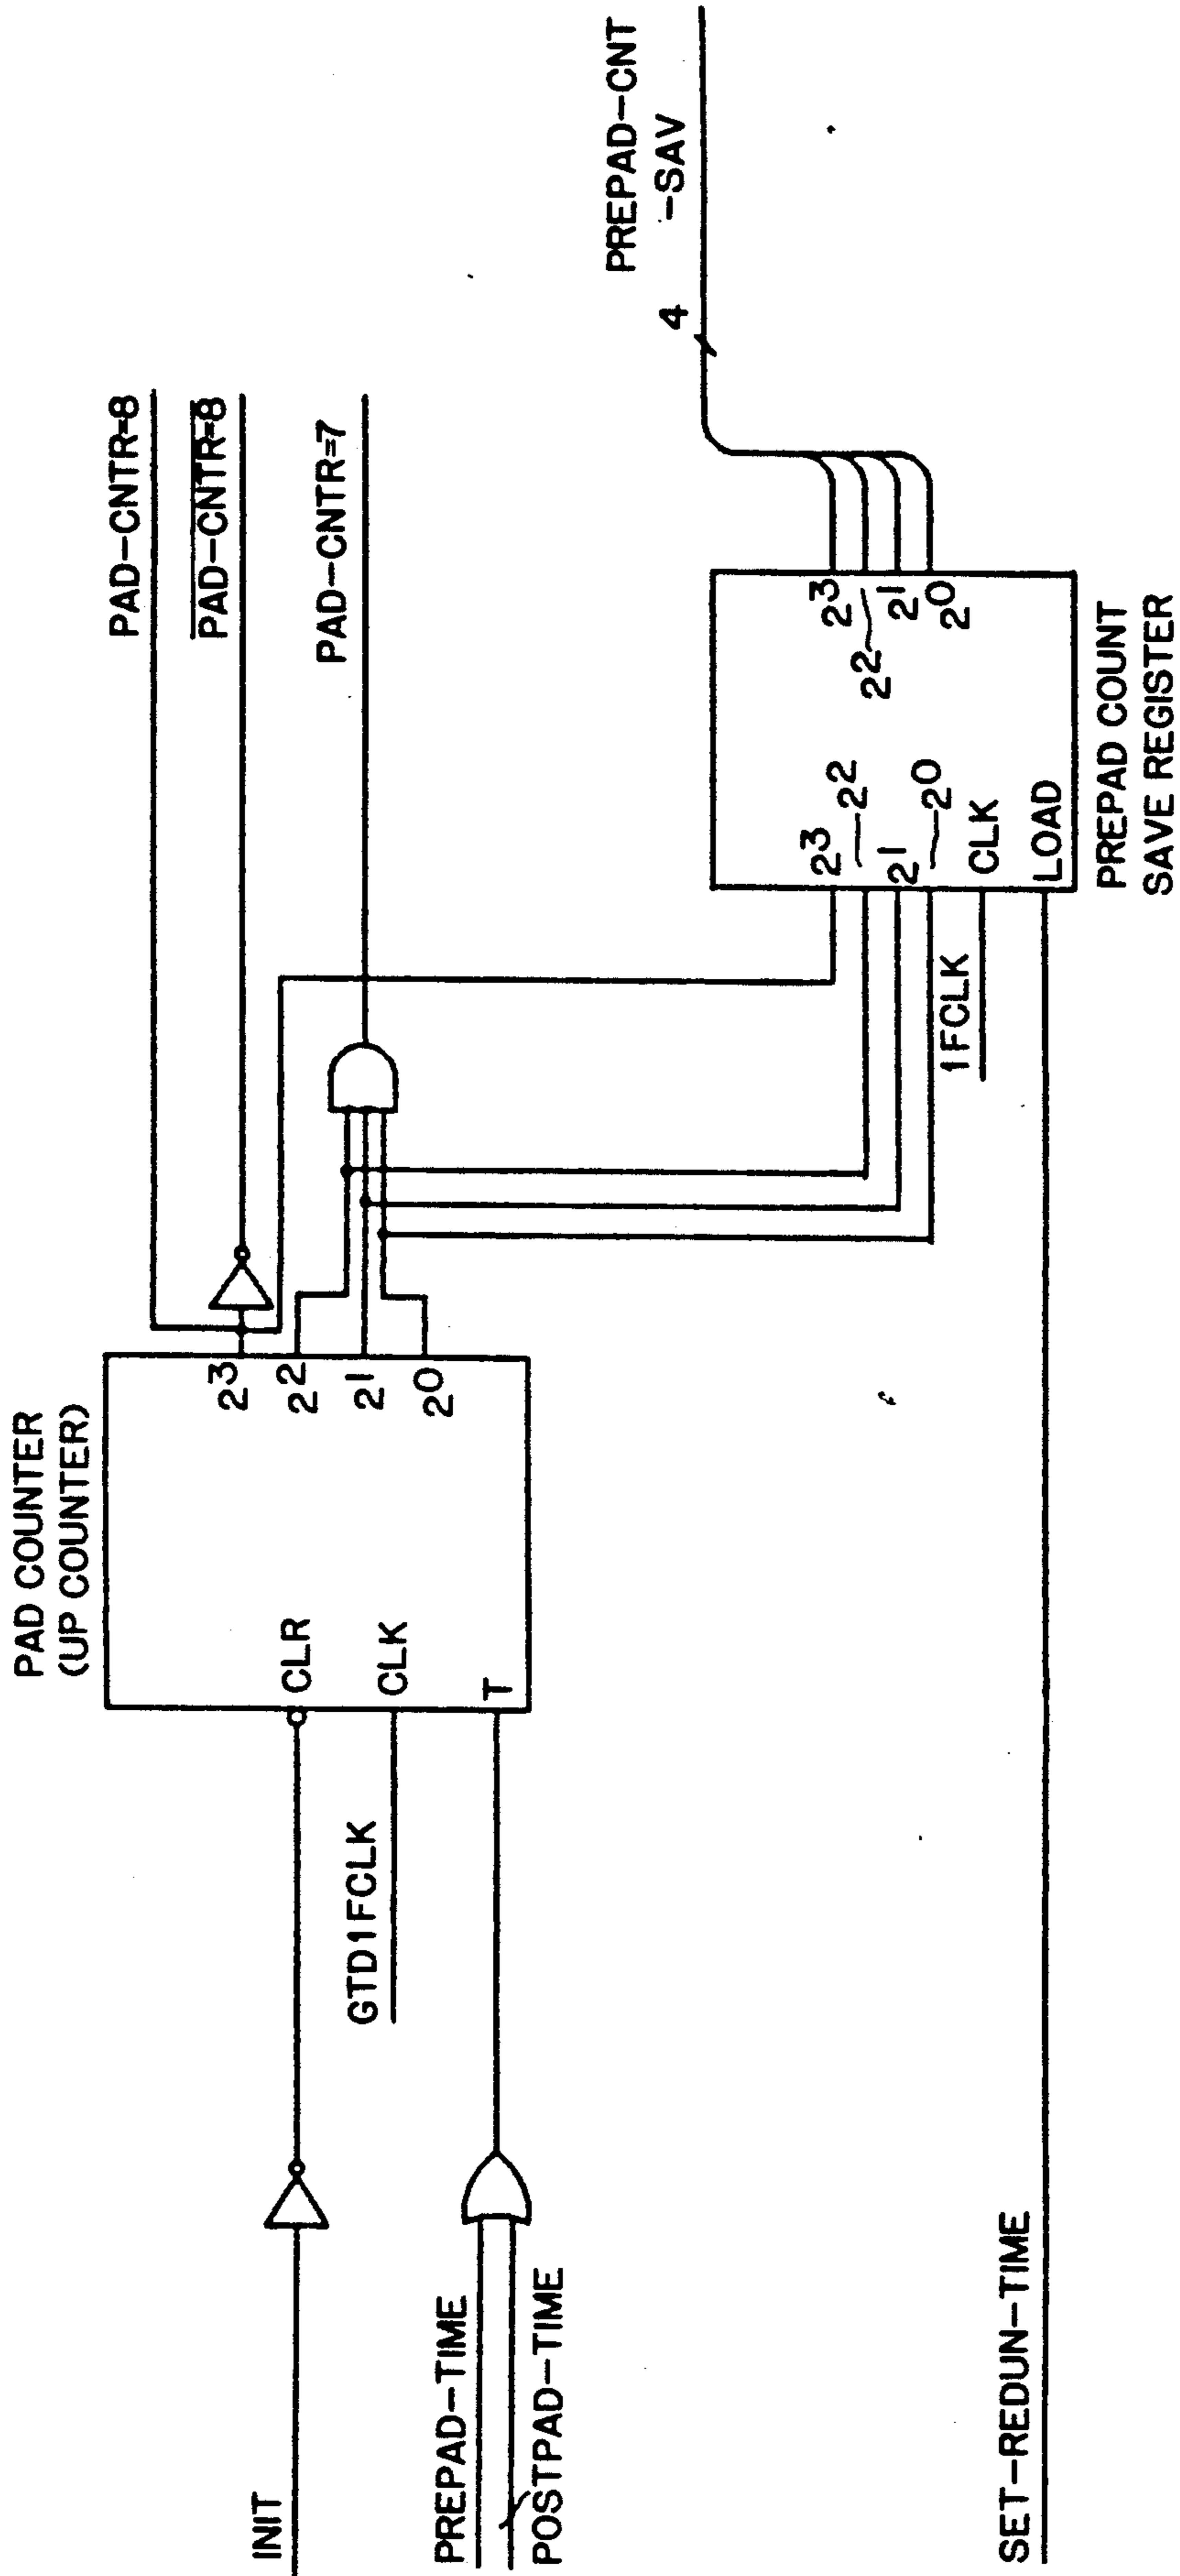 PAD COUNTER
(UP COUNTER)
INIT
CLR
GTD1FCLK
CLK
PREPAD-TIME
POSTPAD-TIME
T
2³
2²
2¹
2⁰
PAD-CNTR=8
PAD-CNTR=8
PAD-CNTR=7
PREPAD-CNT
-SAV
4
2³
2²
2¹
2⁰
1FCLK
CLK
SET-REDUN-TIME
LOAD
2³
2²
2¹
2⁰
PREPAD COUNT
SAVE REGISTER